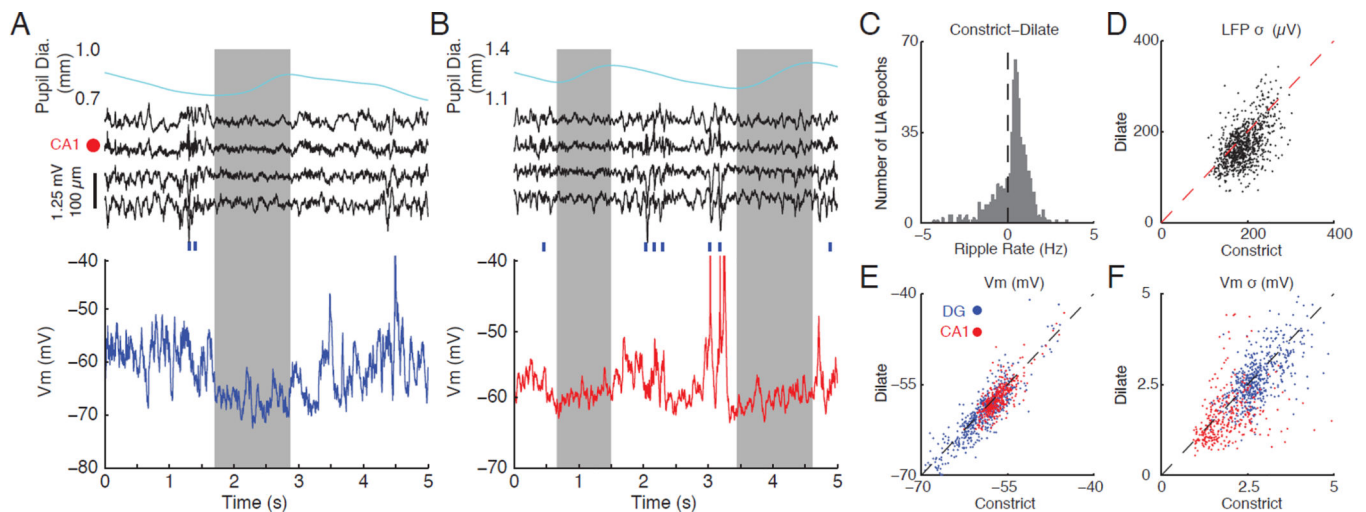 A
Pupil Dia.
(mm)
1.0
0.7
CA1
1.25 mV
100 µm
Vm (mV)
−40
−50
−60
−70
−80
0 1 2 3 4 5
Time (s)
B
Pupil Dia.
(mm)
1.4
1.1
Vm (mV)
−40
−50
−60
−70
0 1 2 3 4 5
Time (s)
C
Constrict−Dilate
Number of LIA epochs
70
35
0
−5 0 5
Ripple Rate (Hz)
D
LFP σ (µV)
Dilate
400
200
0
0 200 400
Constrict
E
Vm (mV)
DG
CA1
Dilate
−40
−55
−70
−70 −55 −40
Constrict
F
Vm σ (mV)
Dilate
5
2.5
0
0 2.5 5
Constrict